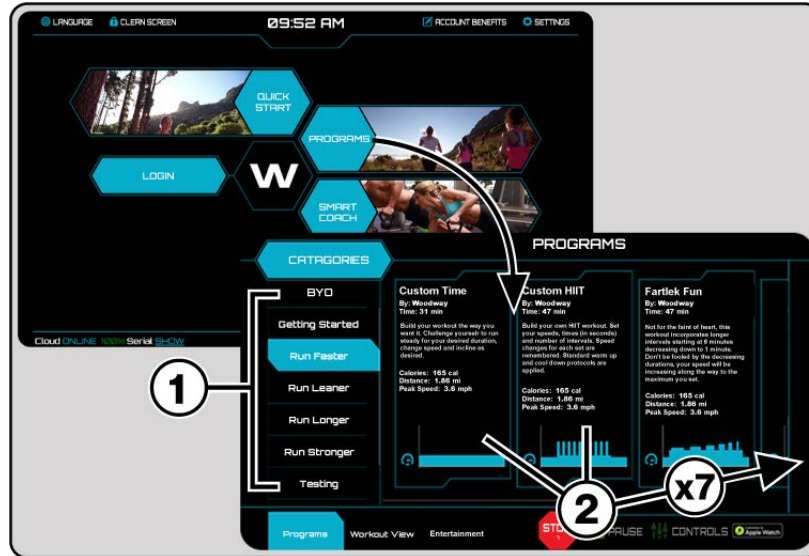 LANGUAGE
CLEAN SCREEN
09:52 AM
ACCOUNT BENEFITS
SETTINGS
QUICK
START
PROGRAMS
LOGIN
W
SMART
COACH
Cloud ONLINE 100% Serial SHOW
PROGRAMS
CATAGORIES
BYO
Getting Started
Run Faster
Run Leaner
Run Longer
Run Stronger
Testing
1
Custom Time
By: Woodway
Time: 31 min
Build your workout the way you
want it. Challenge yourself to run
steady for your desired duration,
change speed and incline as
desired.
Calories: 165 cal
Distance: 1.86 mi
Peak Speed: 3.6 mph
Custom HIIT
By: Woodway
Time: 47 min
Build your own HIIT workout. Set
your speeds, times (in seconds)
and number of intervals. Speed
changes for each set are
remembered. Standard warm up
and cool down protocols are
applied.
Calories: 165 cal
Distance: 1.86 mi
Peak Speed: 3.6 mph
Fartlek Fun
By: Woodway
Time: 47 min
Not for the faint of heart, this
workout incorporates longer
intervals starting at 6 minutes
decreasing down to 1 minute.
Don't be fooled by the decreasing
durations, your speed will be
increasing along the way to the
maximum you set.
Calories: 165 cal
Distance: 1.86 mi
Peak Speed: 3.6 mph
2
x7
Programs
Workout View
Entertainment
CONTROLS
Apple Watch